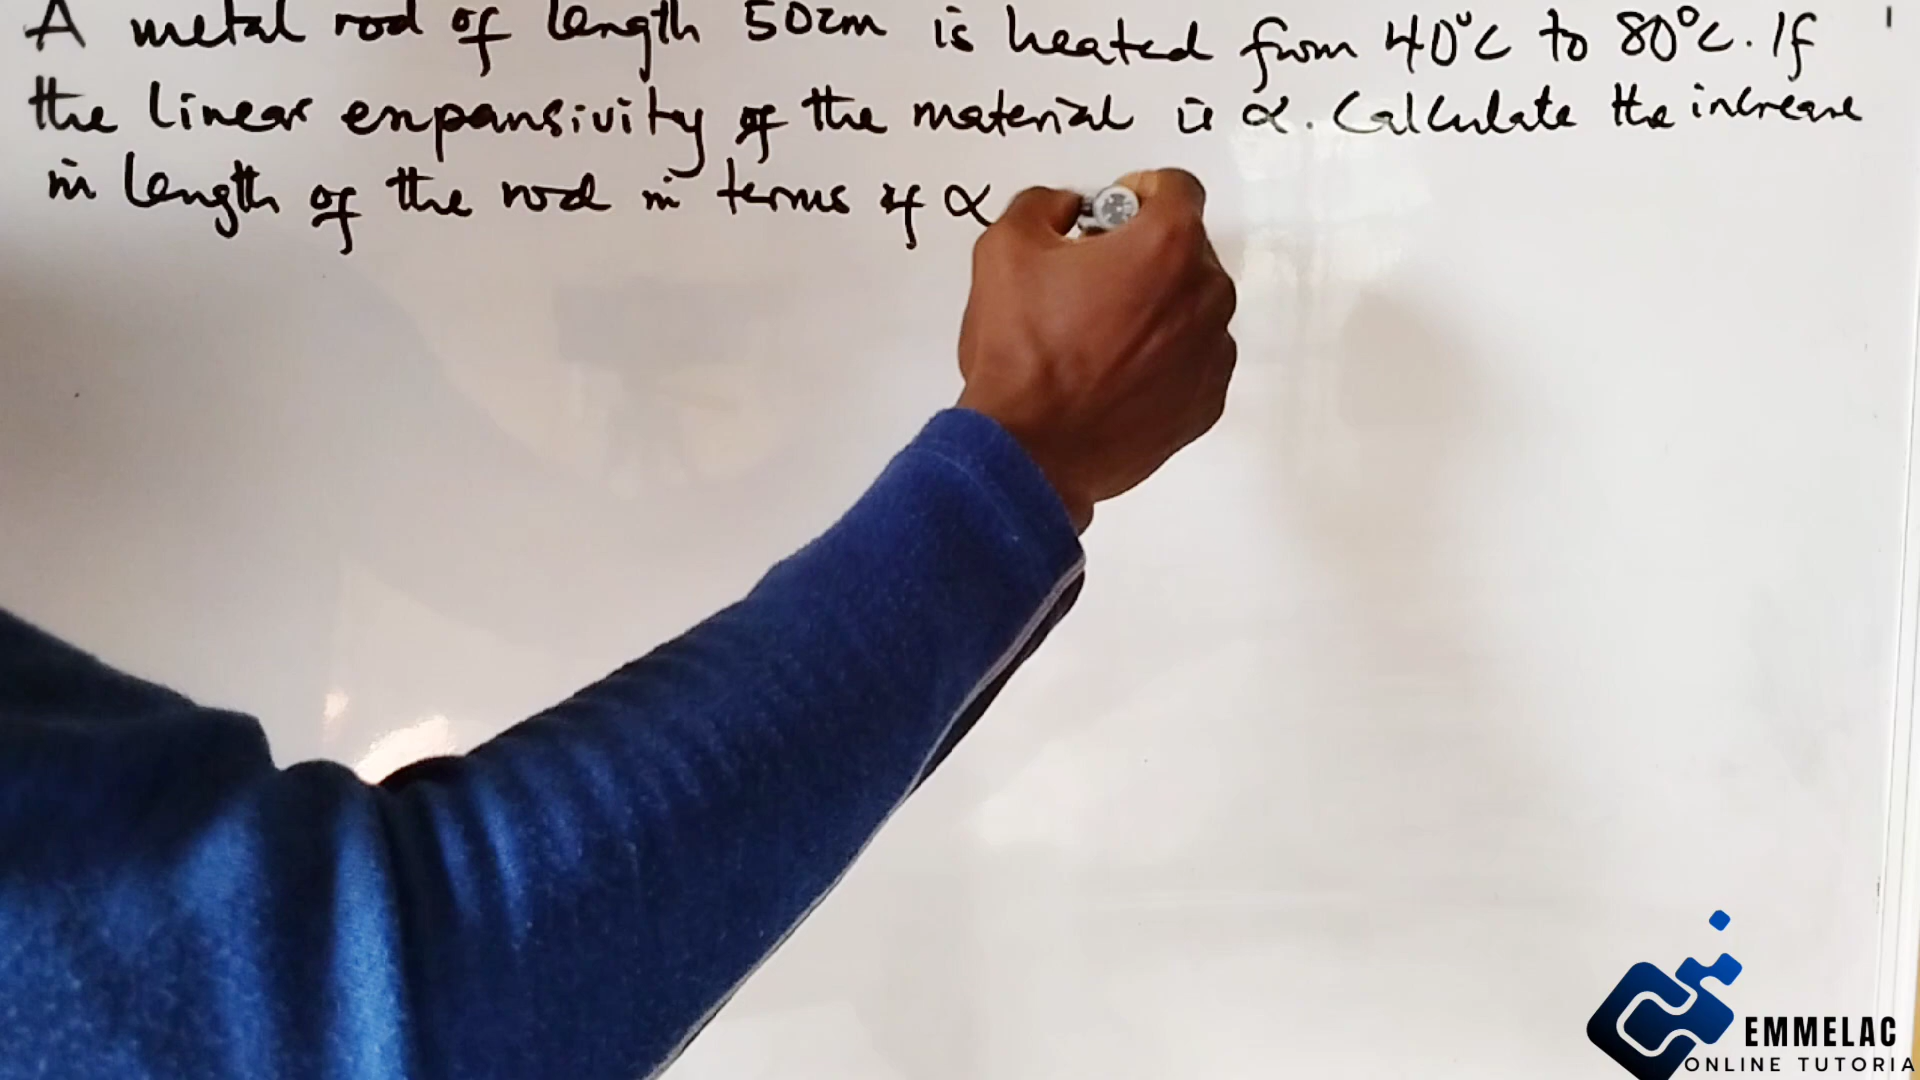 A metal rod of length 50cm is heated from 40°C to 80°C. If
the linear expansivity of the material is α. Calculate the increase
in length of the rod in terms of α
EMMELAC
ONLINE TUTORIA